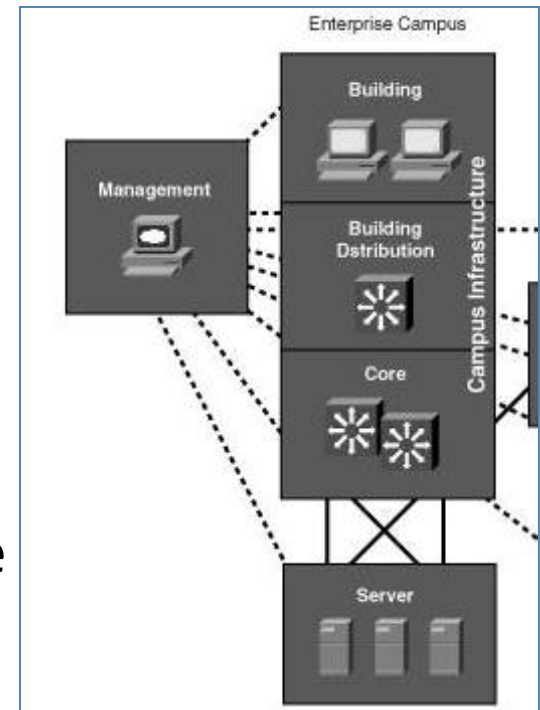 Enterprise Campus
Building
Management
Building
Dstribution
Campus Infrastructure
Core
e
Server